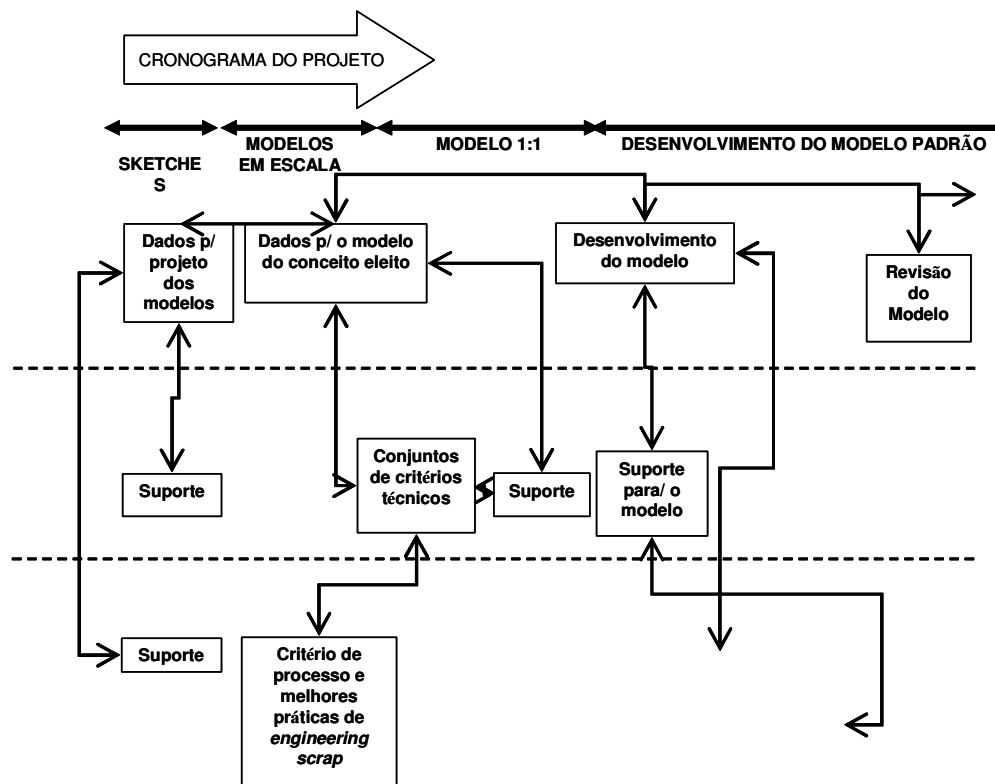 CRONOGRAMA DO PROJETO
SKETCHE
S
MODELOS
EM ESCALA
MODELO 1:1
DESENVOLVIMENTO DO MODELO PADRÃO
Dados p/
projeto
dos
modelos
Dados p/ o modelo
do conceito eleito
Desenvolvimento
do modelo
Revisão
do
Modelo
Suporte
Conjuntos
de critérios
técnicos
Suporte
Suporte
para/ o
modelo
Suporte
Critério de
processo e
melhores
práticas de
engineering
scrap